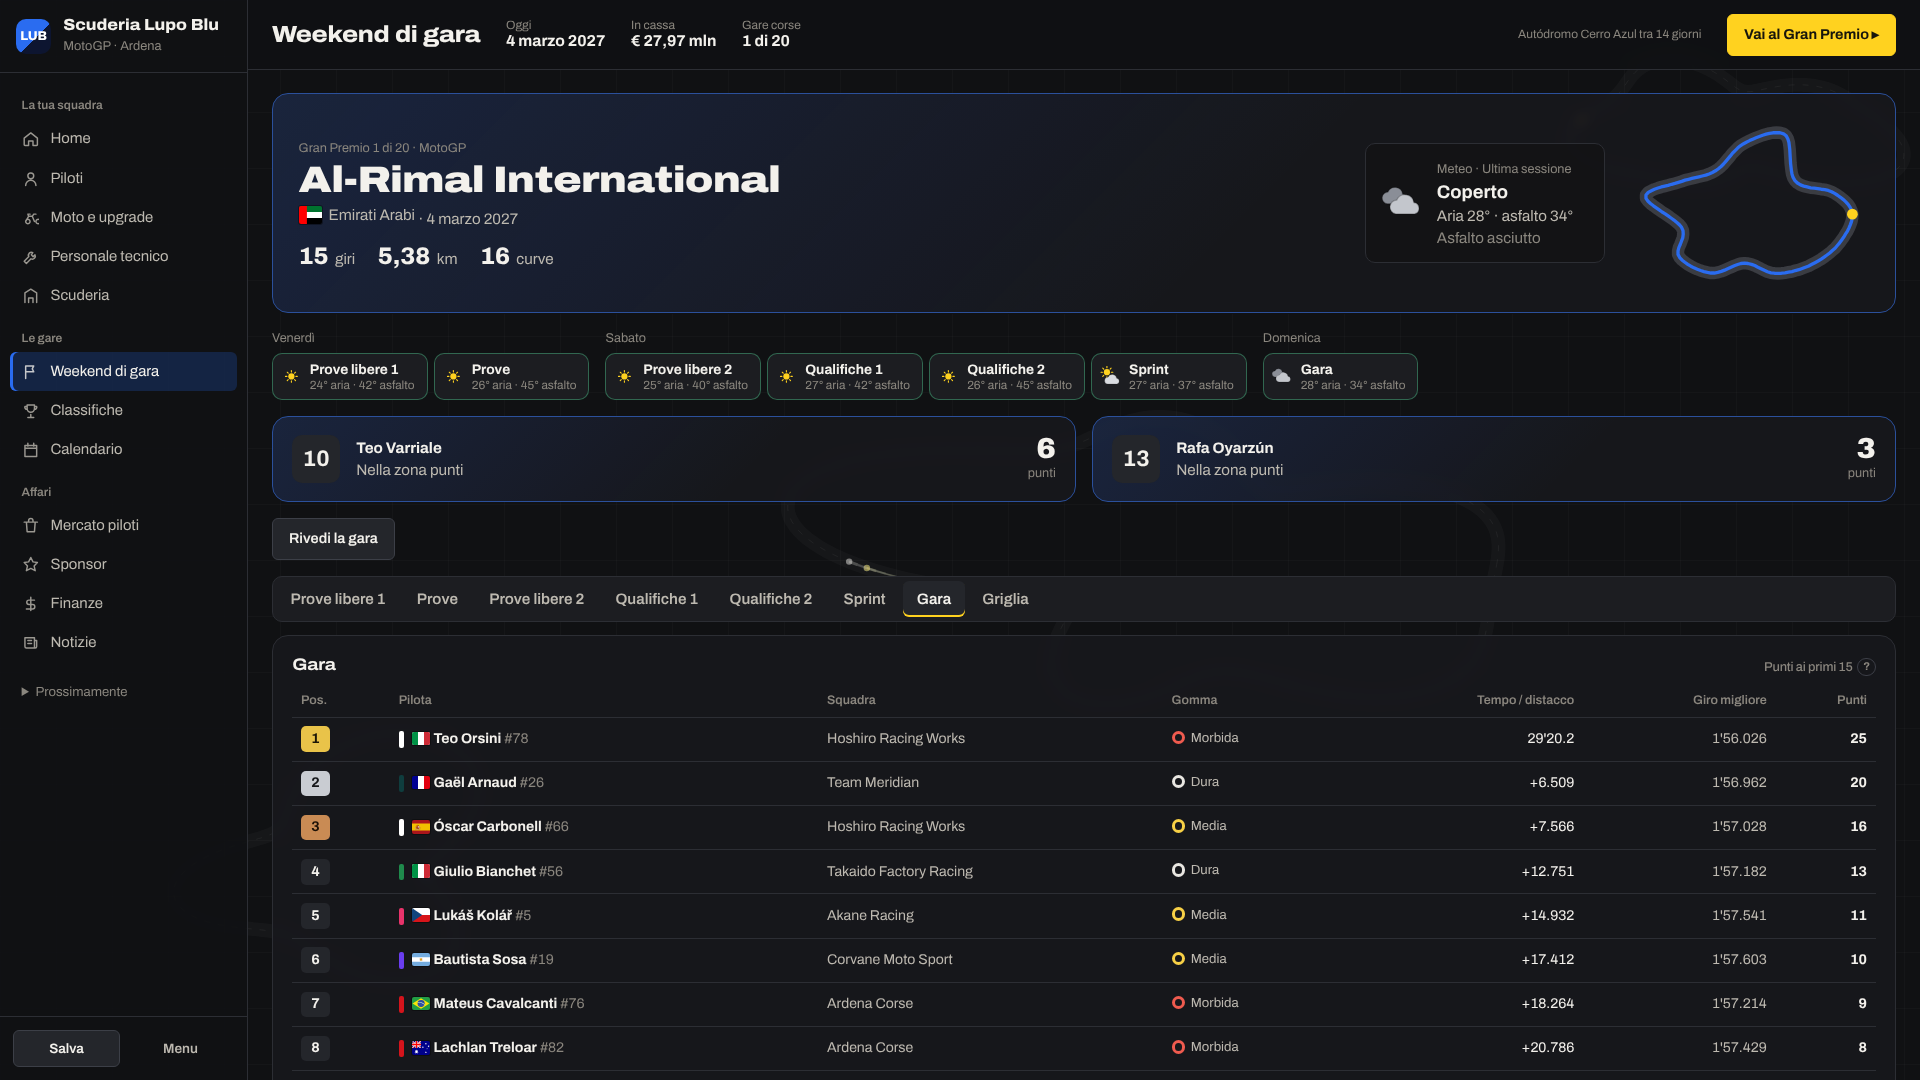 LUB
Scuderia Lupo Blu
MotoGP · Ardena
La tua squadra
Home
Piloti
Moto e upgrade
Personale tecnico
Scuderia
Le gare
Weekend di gara
Classifiche
Calendario
Affari
Mercato piloti
Sponsor
Finanze
Notizie
Prossimamente
Salva
Menu
Weekend di gara
Oggi
4 marzo 2027
In cassa
€ 27,97 mln
Gare corse
1 di 20
Autódromo Cerro Azul tra 14 giorni
Vai al Gran Premio ▸
Gran Premio 1 di 20 · MotoGP
Al-Rimal International
Emirati Arabi · 4 marzo 2027
15 giri 5,38 km 16 curve
Meteo · Ultima sessione
Coperto
Aria 28° · asfalto 34°
Asfalto asciutto
Venerdì
Prove libere 1
24° aria · 42° asfalto
Prove
26° aria · 45° asfalto
Sabato
Prove libere 2
25° aria · 40° asfalto
Qualifiche 1
27° aria · 42° asfalto
Qualifiche 2
26° aria · 45° asfalto
Sprint
27° aria · 37° asfalto
Domenica
Gara
28° aria · 34° asfalto
10
Teo Varriale
Nella zona punti
6
punti
13
Rafa Oyarzún
Nella zona punti
3
punti
Rivedi la gara
Prove libere 1 Prove Prove libere 2 Qualifiche 1 Qualifiche 2 Sprint Gara Griglia
Gara
Punti ai primi 15 ?
Pos. Pilota Squadra Gomma Tempo / distacco Giro migliore Punti
1 Teo Orsini #78 Hoshiro Racing Works Morbida 29'20.2 1'56.026 25
2 Gaël Arnaud #26 Team Meridian Dura +6.509 1'56.962 20
3 Óscar Carbonell #66 Hoshiro Racing Works Media +7.566 1'57.028 16
4 Giulio Bianchet #56 Takaido Factory Racing Dura +12.751 1'57.182 13
5 Lukáš Kolář #5 Akane Racing Media +14.932 1'57.541 11
6 Bautista Sosa #19 Corvane Moto Sport Media +17.412 1'57.603 10
7 Mateus Cavalcanti #76 Ardena Corse Morbida +18.264 1'57.214 9
8 Lachlan Treloar #82 Ardena Corse Morbida +20.786 1'57.429 8